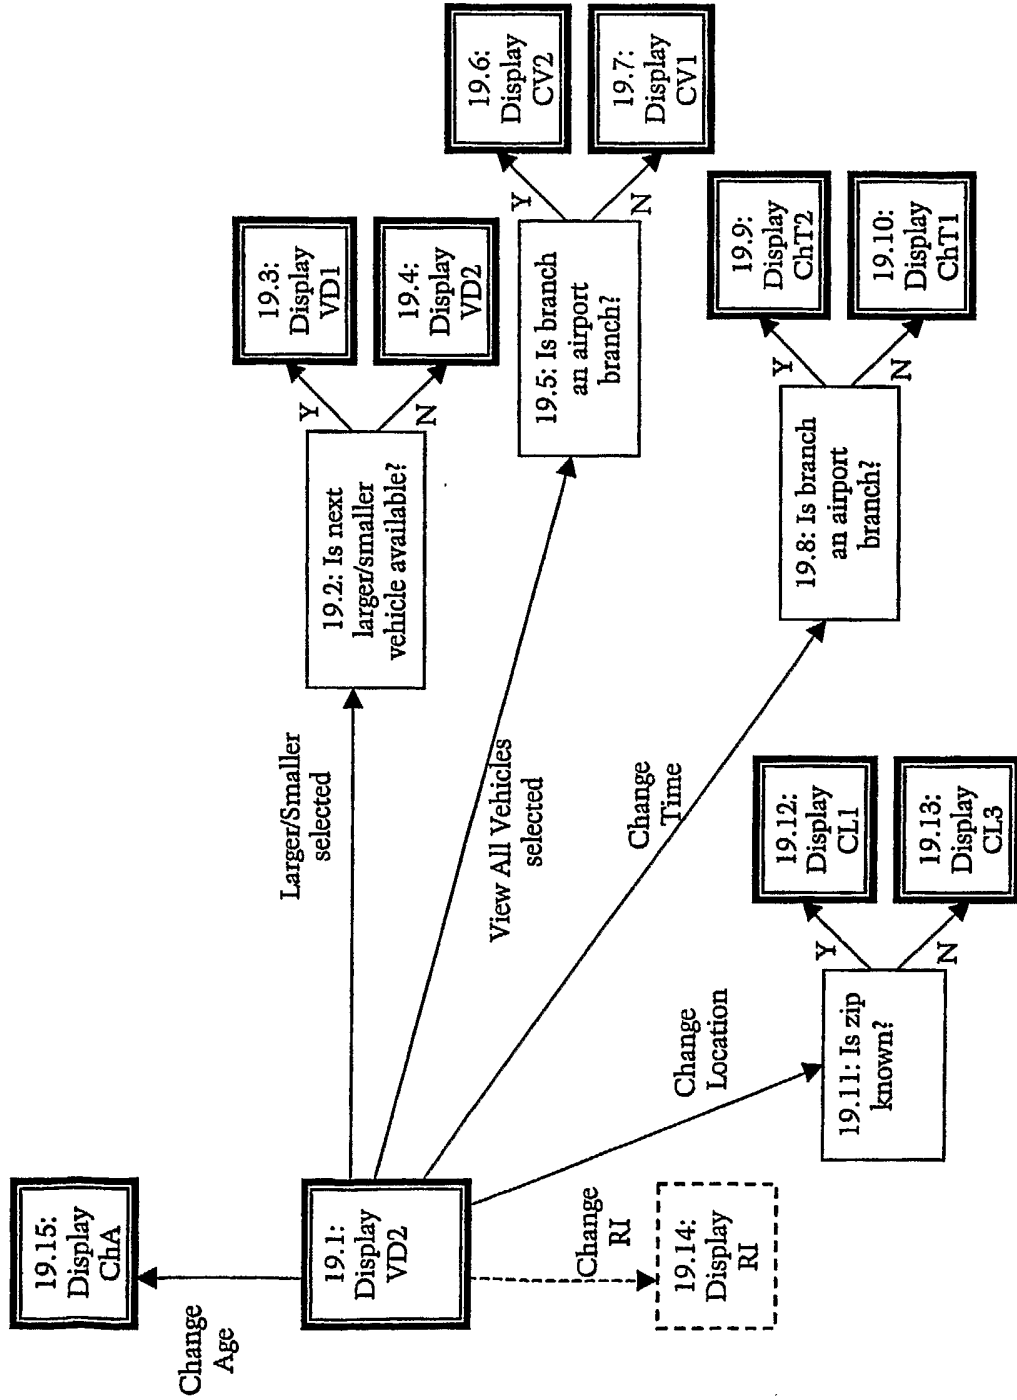 19.15:
Display
ChA
Change
Age
19.1:
Display
VD2
Change
RI
19.14:
Display
RI
Larger/Smaller
selected
19.2: Is next
larger/smaller
vehicle available?
Y
N
19.3:
Display
VD1
19.4:
Display
VD2
View All Vehicles
selected
19.5: Is branch
an airport
branch?
Y
N
19.6:
Display
CV2
19.7:
Display
CV1
Change
Time
19.8: Is branch
an airport
branch?
Y
N
19.9:
Display
ChT2
19.10:
Display
ChT1
Change
Location
19.11: Is zip
known?
Y
N
19.12:
Display
CL1
19.13:
Display
CL3